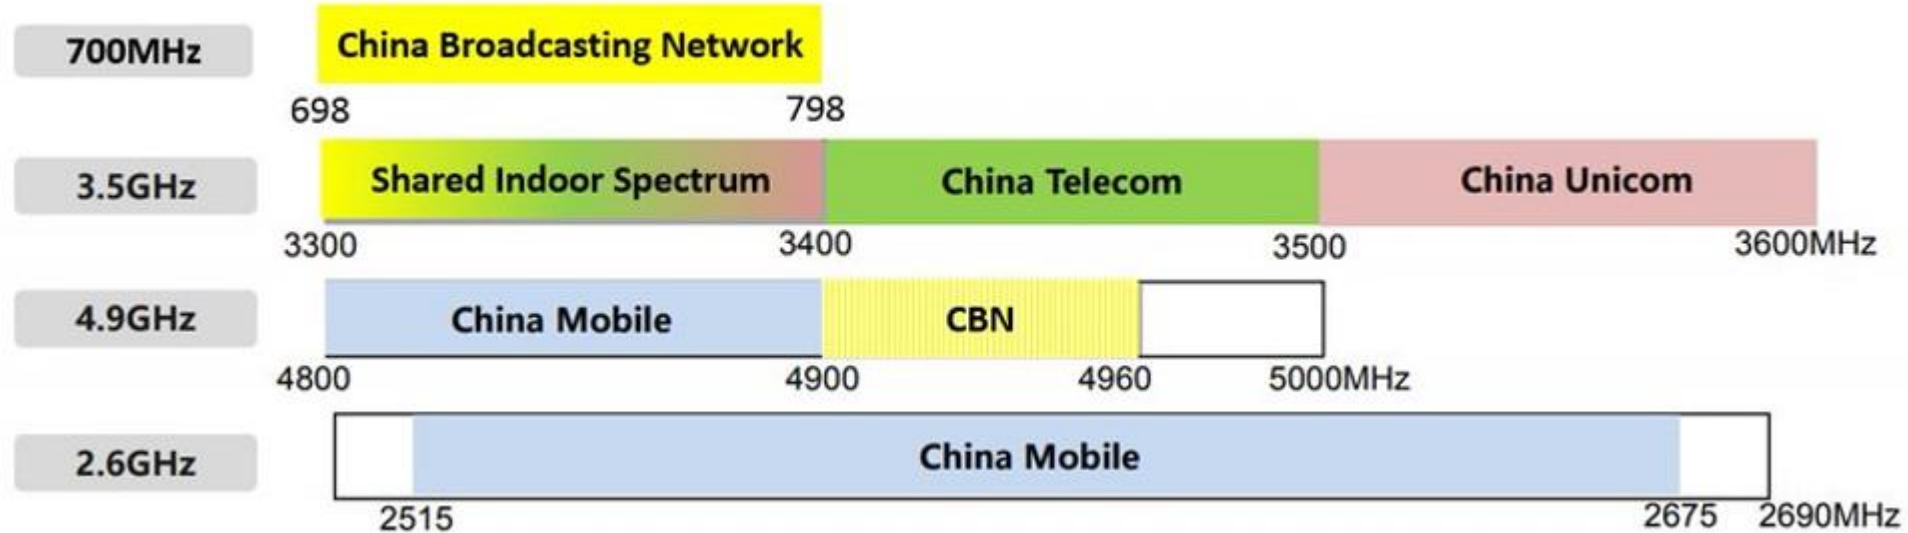 700MHz China Broadcasting Network
698 798
3.5GHz Shared Indoor Spectrum China Telecom China Unicom
3300 3400 3500 3600MHz
4.9GHz China Mobile CBN
4800 4900 4960 5000MHz
2.6GHz China Mobile
2515 2675 2690MHz